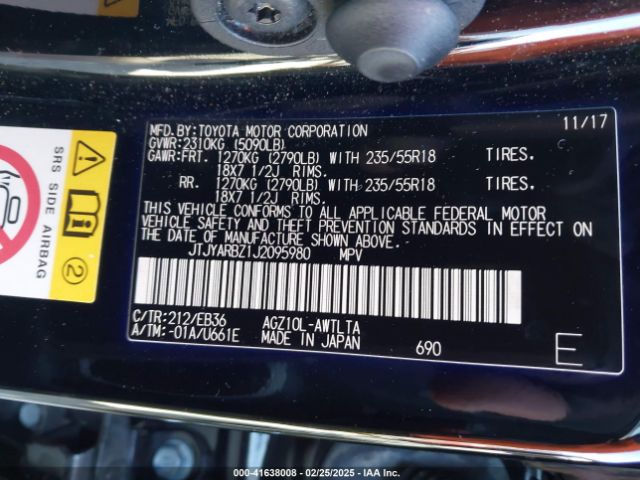 MFD.BY:TOYOTA MOTOR CORPORATION 11/17
GVWR:2310KG (5090LB)
GAWR:FRT. 1270KG (2790LB) WITH 235/55R18 TIRES.
18X7 1/2J RIMS.
RR. 1270KG (2790LB) WITH 235/55R18 TIRES.
18X7 1/2J RIMS.
THIS VEHICLE CONFORMS TO ALL APPLICABLE FEDERAL MOTOR
VEHICLE SAFETY AND THEFT PREVENTION STANDARDS IN EFFECT ON
THE DATE OF MANUFACTURE SHOWN ABOVE.
JTJYARBZ1J2095980 MPV
C/TR:212/EB36 AGZ10L-AWTLTA
A/TM:-01A/U661E MADE IN JAPAN 690 E
SRS SIDE AIRBAG
2
000-41638008 - 02/25/2025 - IAA Inc.